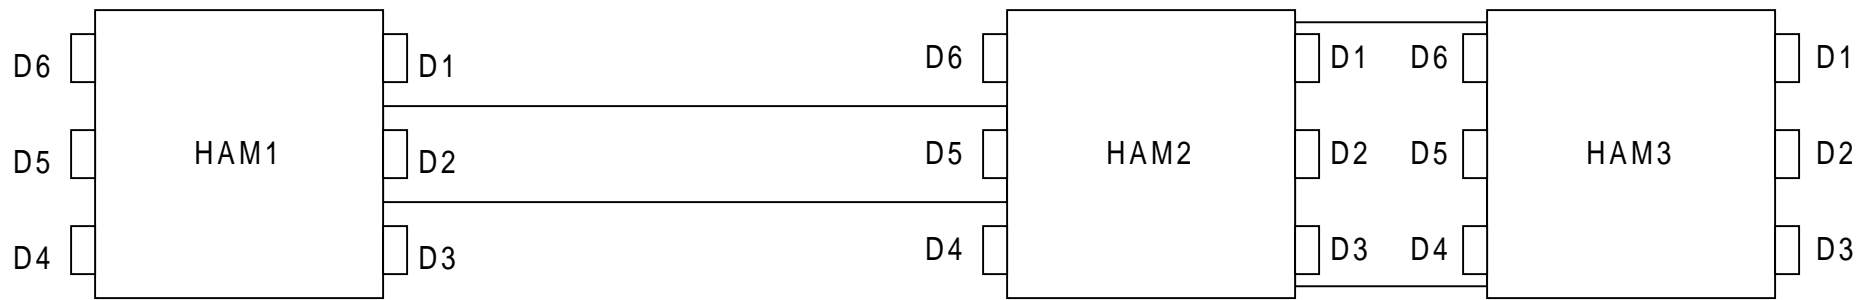 D6 D1 D6 D1 D6 D1
D5 HAM1 D2 D5 HAM2 D2 D5 HAM3 D2
D4 D3 D4 D3 D4 D3